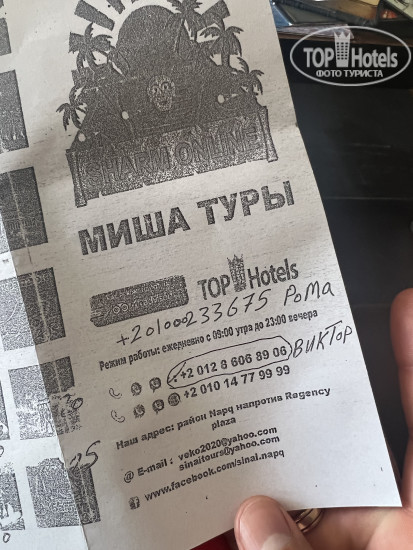 TOP Hotels
ФОТО ТУРИСТА
SHARM ONLINE
МИША ТУРЫ
TOP Hotels
+201000233675 Рома
Режим работы: ежедневно с 09:00 утра до 23:00 вечера
+2 012 8 606 89 06 Виктор
+2 010 14 77 99 99
Наш адрес: район Napq напротив Regency
plaza
@ E-mail : veko2020@yahoo.com
sinaitours@yahoo.com
www.facebook.com/sinai.napq